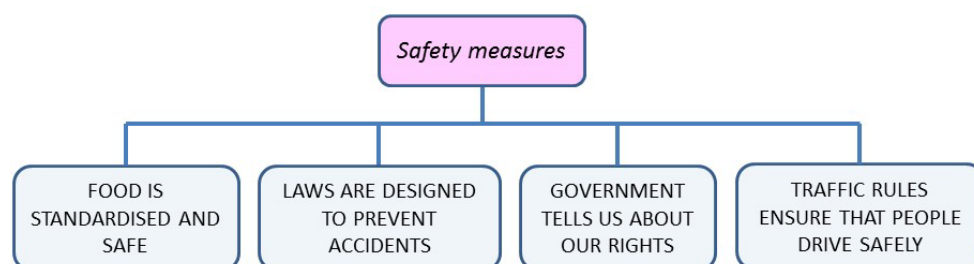 Safety measures
FOOD IS
STANDARDISED AND
SAFE
LAWS ARE DESIGNED
TO PREVENT
ACCIDENTS
GOVERNMENT
TELLS US ABOUT
OUR RIGHTS
TRAFFIC RULES
ENSURE THAT PEOPLE
DRIVE SAFELY